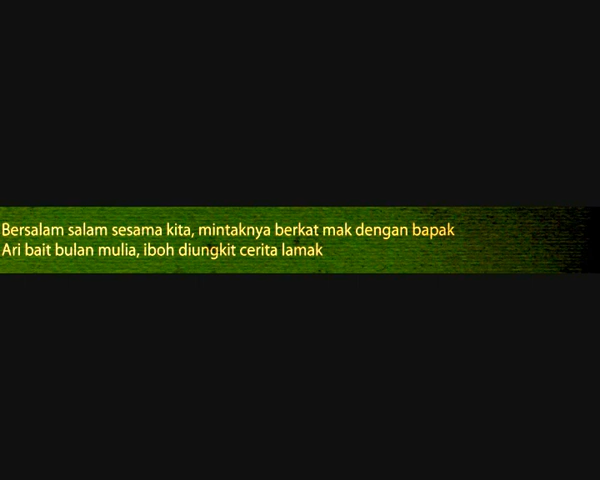 Bersalam salam sesama kita, mintaknya berkat mak dengan bapak
Ari bait bulan mulia, iboh diungkit cerita lamak